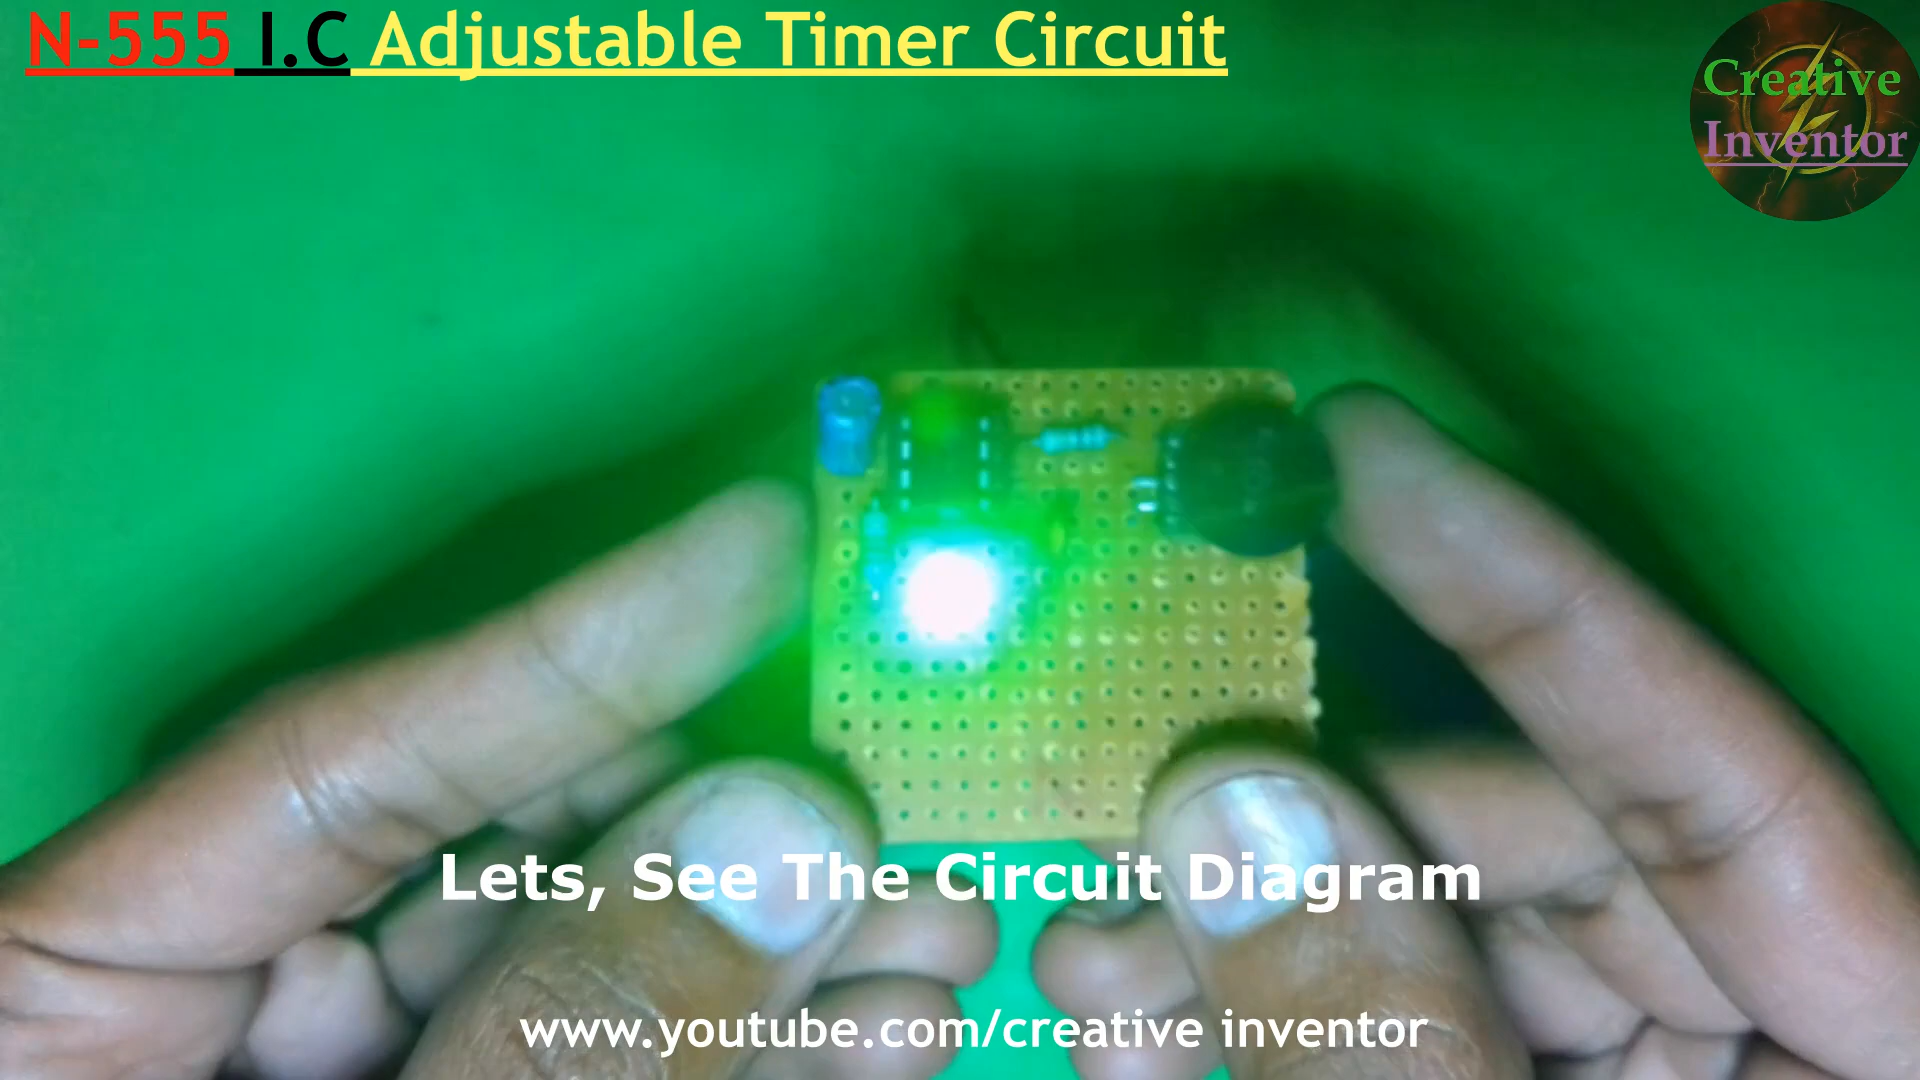 N-555 I.C Adjustable Timer Circuit
Creative
Inventor
Lets, See The Circuit Diagram
www.youtube.com/creative inventor